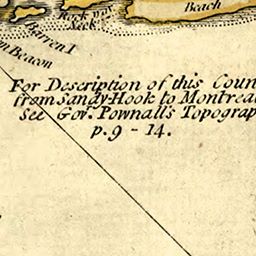 Beach
Rock way
Neck
Barren I
Beacon
For Description of this Coun
from Sandy-Hook to Montrea
see Gov.r Pownall's Topograp
p. 9 - 14.